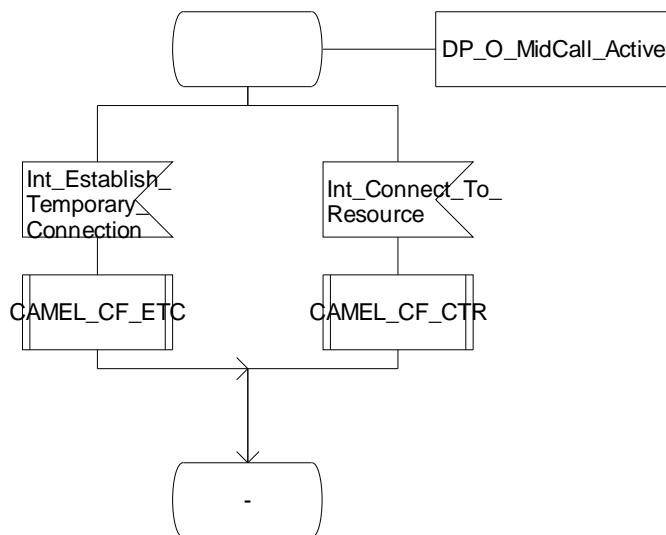 DP_O_MidCall_Active
Int_Establish_
Temporary_
Connection
Int_Connect_To_
Resource
CAMEL_CF_ETC
CAMEL_CF_CTR
-